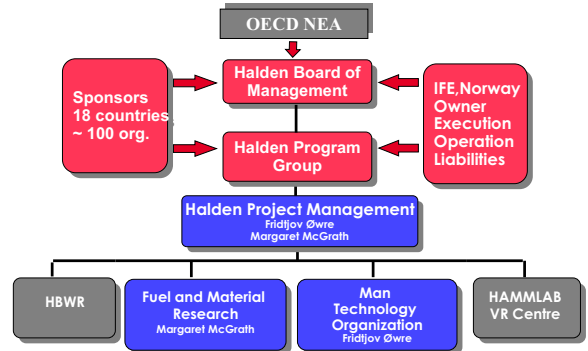 OECD NEA
Halden Board of
Management
Sponsors
18 countries,
~ 100 org.
IFE,Norway
Owner
Execution
Operation
Liabilities
Halden Program
Group
Halden Project Management
Fridtjov Øwre
Margaret McGrath
HBWR
Fuel and Material
Research
Margaret McGrath
Man
Technology
Organization
Fridtjov Øwre
HAMMLAB
VR Centre